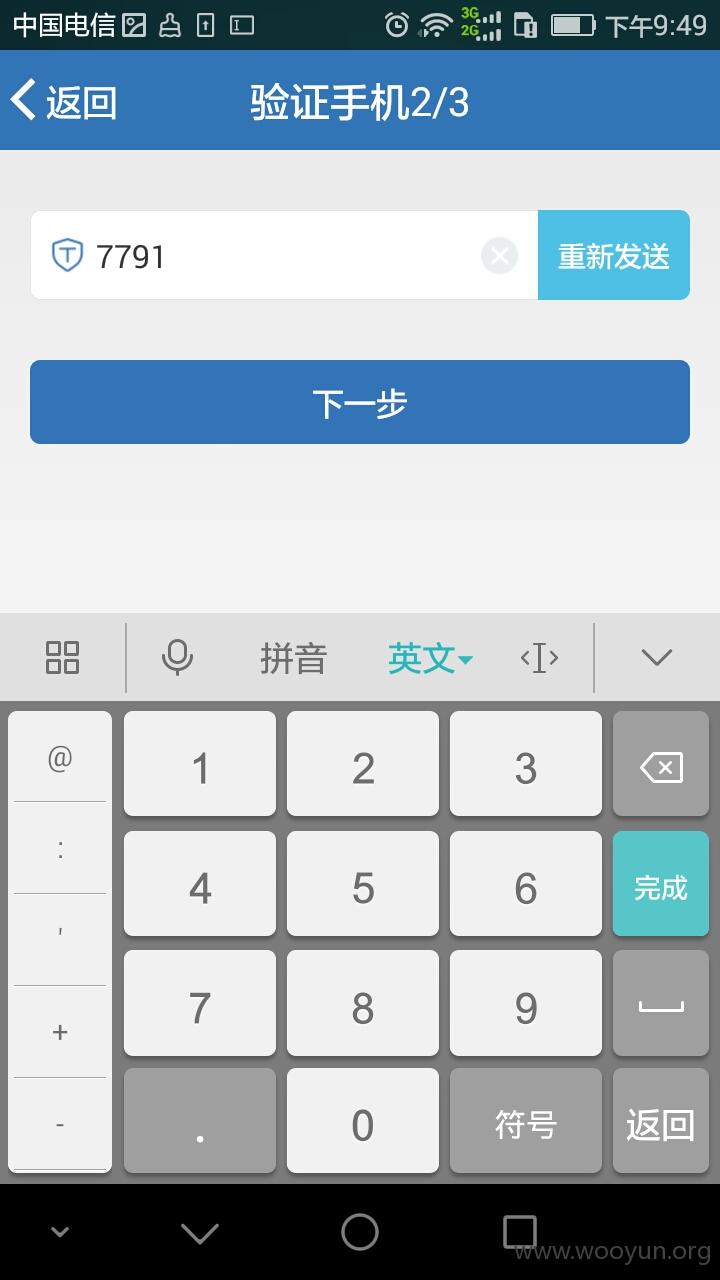 中国电信 3G 2G 下午9:49
返回 验证手机2/3
7791 重新发送
下一步
拼音 英文
@ 1 2 3
: 4 5 6 完成
' 7 8 9
+
- . 0 符号 返回
www.wooyun.org